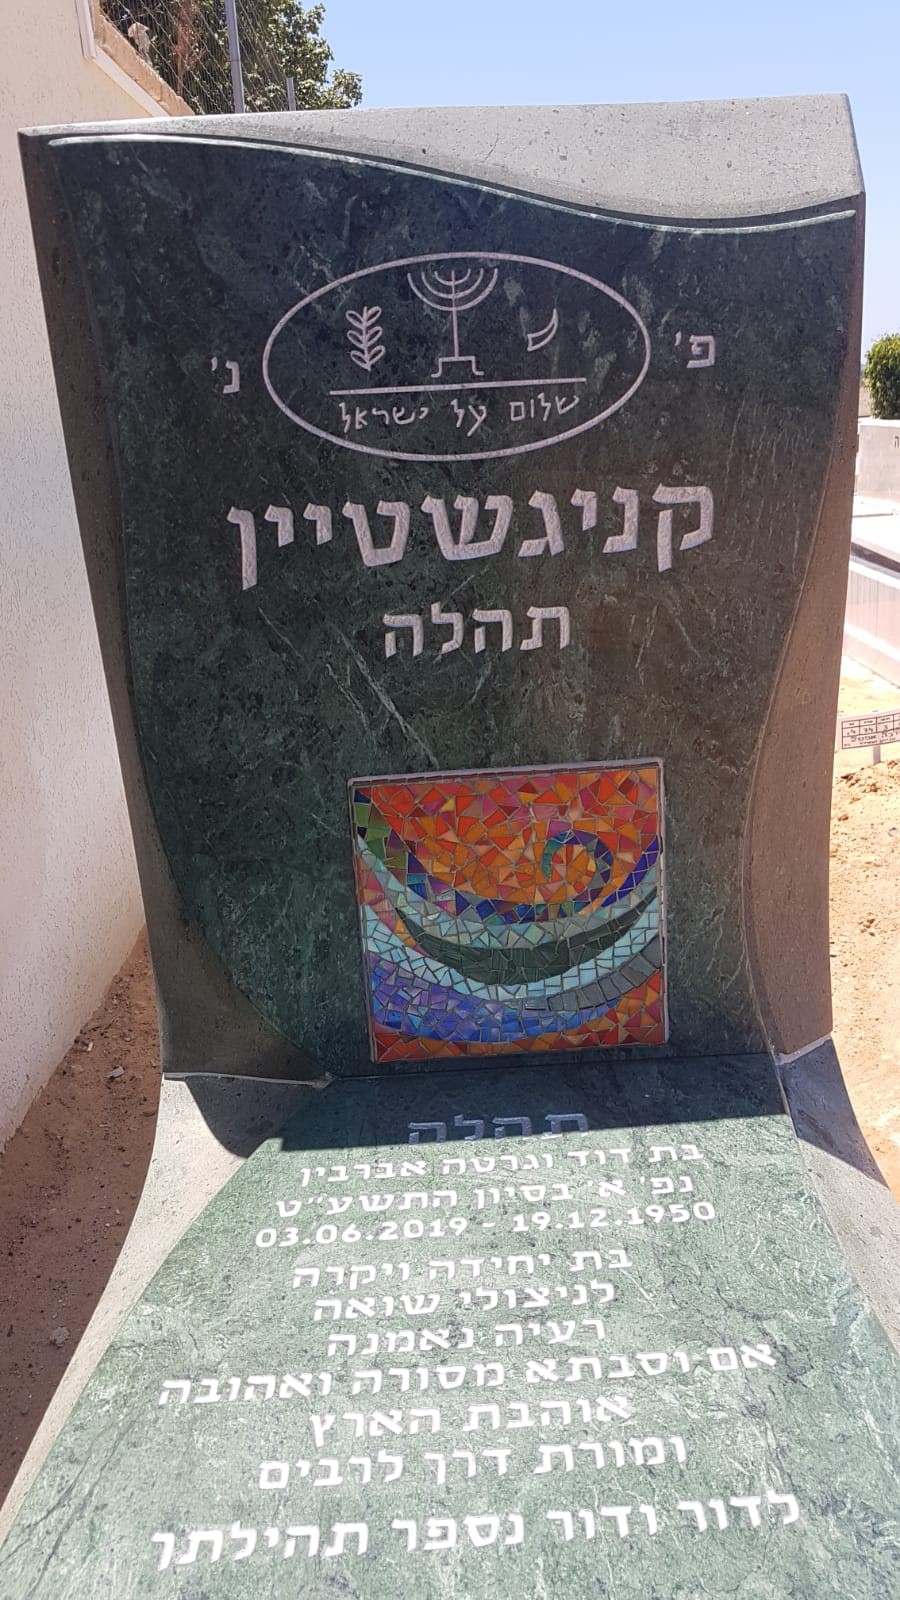 פ' נ'
שלום על ישראל
קניגשטיין
תהלה
תהלה
בת דוד וגרטה אברבין
נפ' א' בסיון התשע"ט
03.06.2019 - 19.12.1950
בת יחידה ויקרה
לניצולי שואה
רעיה נאמנה
אם וסבתא מסורה ואהובה
אוהבת הארץ
ומורת דרך לרבים
לדור ודור נספר תהילתך